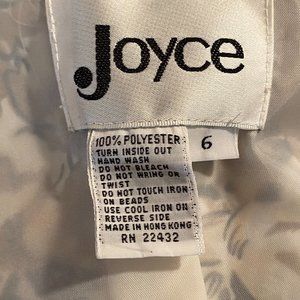 Joyce
100% POLYESTER
6
TURN INSIDE OUT
HAND WASH
DO NOT BLEACH
DO NOT WRING OR
TWIST
DO NOT TOUCH IRON
ON BEADS
USE COOL IRON ON
REVERSE SIDE
MADE IN HONG KONG
RN 22432